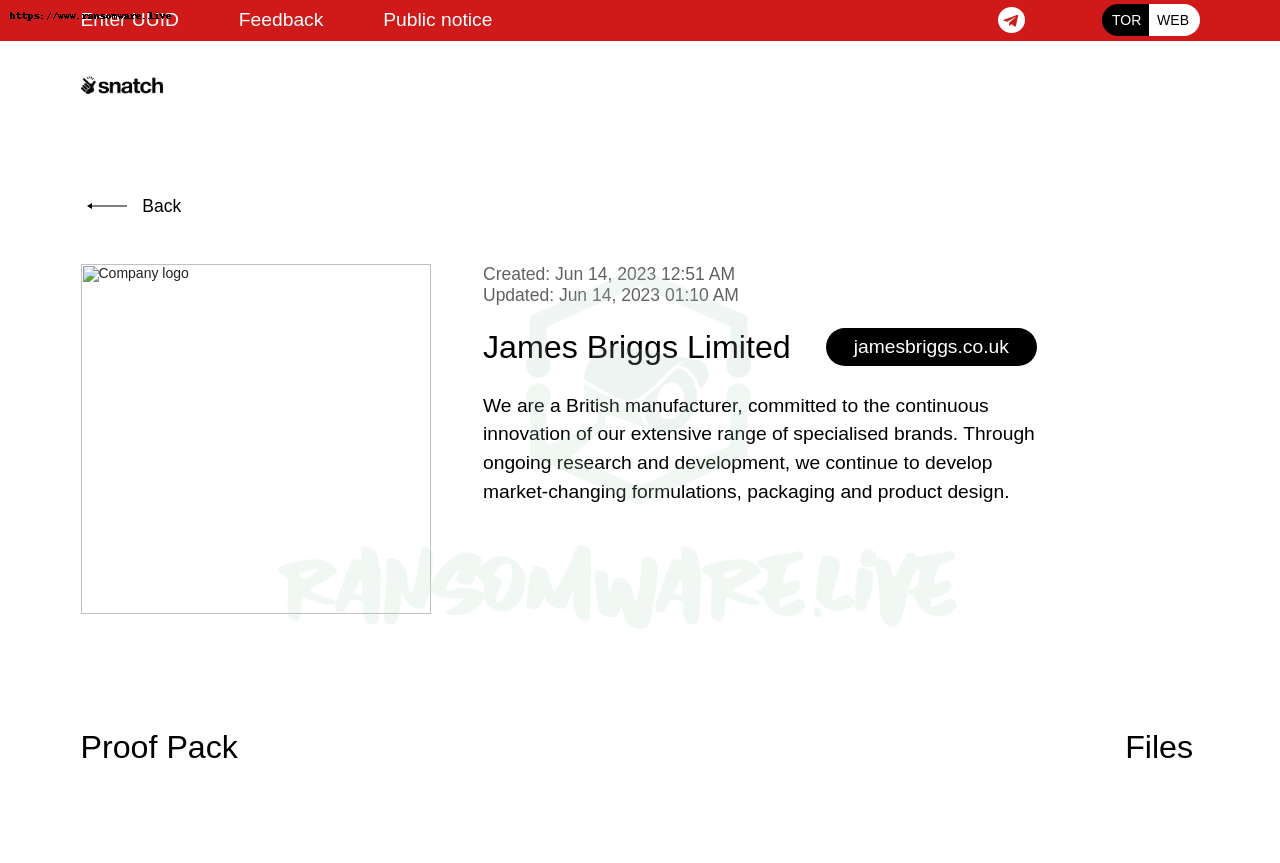 https://www.ransomware.live
Enter UUID Feedback Public notice TOR WEB
snatch
Back
Company logo
Created: Jun 14, 2023 12:51 AM
Updated: Jun 14, 2023 01:10 AM
James Briggs Limited jamesbriggs.co.uk
We are a British manufacturer, committed to the continuous
innovation of our extensive range of specialised brands. Through
ongoing research and development, we continue to develop
market-changing formulations, packaging and product design.
RANSOMWARE.LIVE
Proof Pack Files